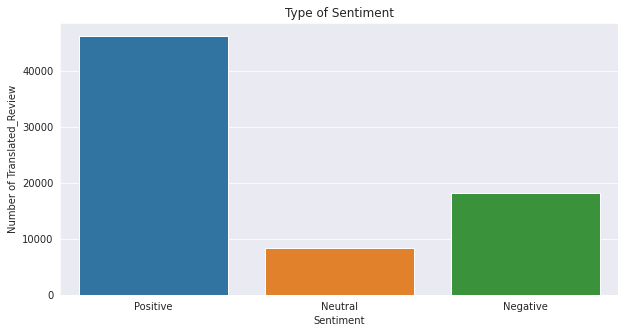 Type of Sentiment
Number of Translated_Review
40000
30000
20000
10000
0
Positive
Neutral
Negative
Sentiment